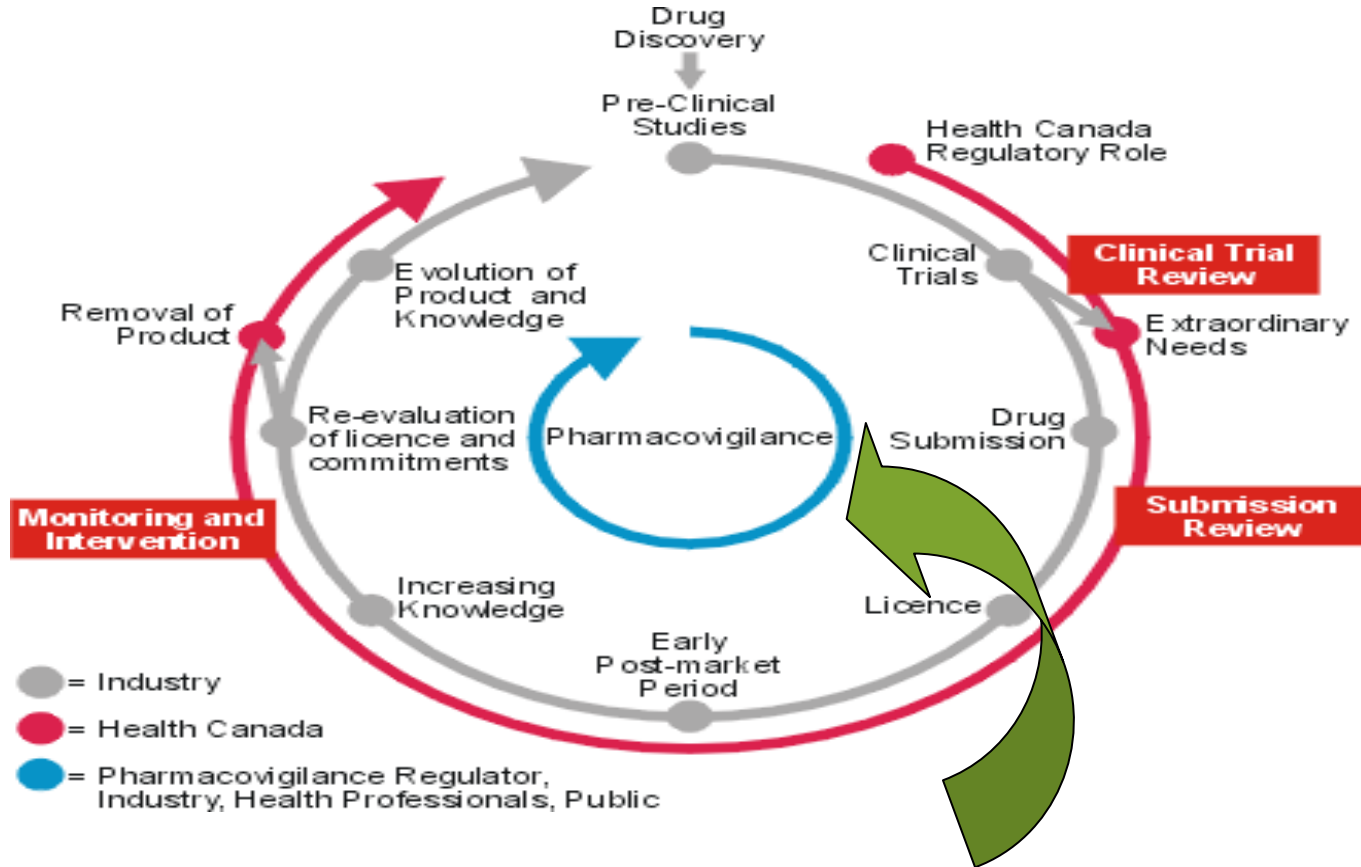 Drug
Discovery
Pre-Clinical
Studies
Health Canada
Regulatory Role
Clinical
Trials
Clinical Trial
Review
Extraordinary
Needs
Drug
Submission
Submission
Review
Licence
Early
Post-market
Period
Increasing
Knowledge
Monitoring and
Intervention
Re-evaluation
of licence and
commitments
Removal of
Product
Evolution of
Product and
Knowledge
Pharmacovigilance
= Industry
= Health Canada
= Pharmacovigilance Regulator,
Industry, Health Professionals, Public